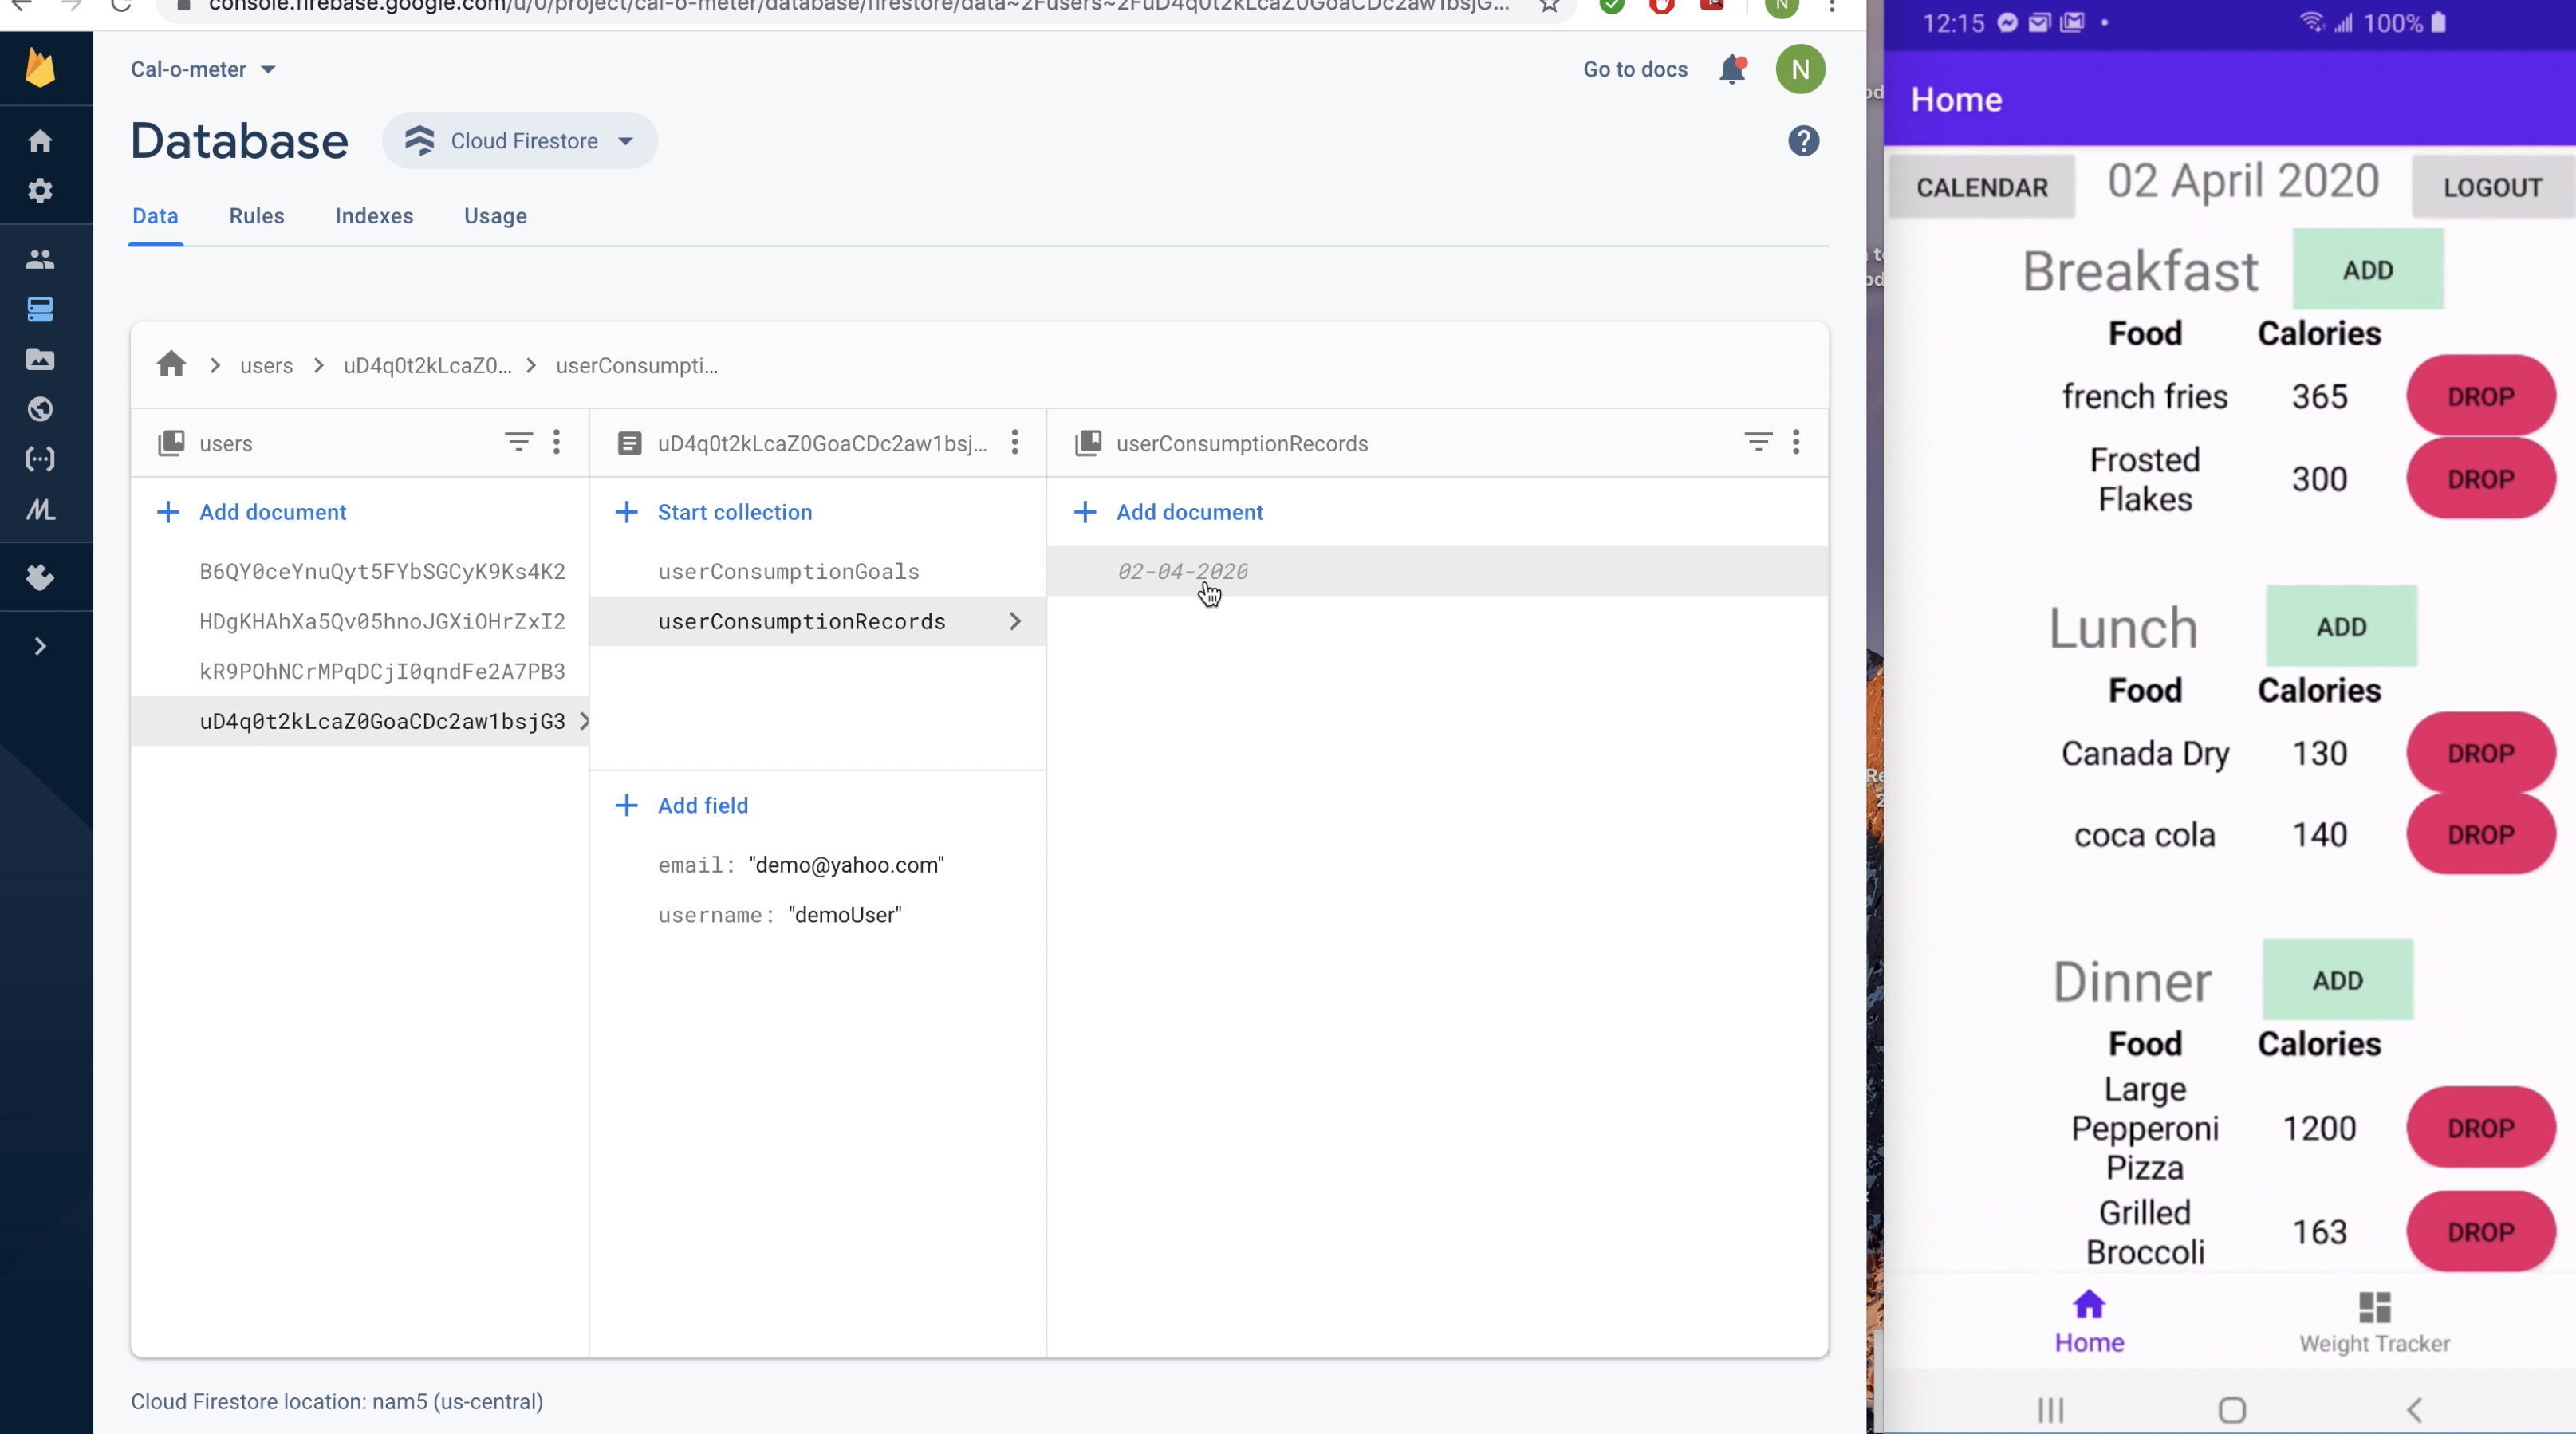 console.firebase.google.com/u/0/project/cal-o-meter/database/firestore/data~2Fusers~2FuD4q0t2kLcaZ0GoaCDc2aw1bsjG...
N
Cal-o-meter
Go to docs
N
Database
Cloud Firestore
Data Rules Indexes Usage
users
uD4q0t2kLcaZ0...
userConsumpti...
users
Add document
B6QY0ceYnuQyt5FYbSGCyK9Ks4K2
HDgKHAhXa5Qv05hnoJGXiOHrZxI2
kR9POhNCrMPqDCjI0qndFe2A7PB3
uD4q0t2kLcaZ0GoaCDc2aw1bsjG3
uD4q0t2kLcaZ0GoaCDc2aw1bsj...
Start collection
userConsumptionGoals
userConsumptionRecords
Add field
email: "demo@yahoo.com"
username: "demoUser"
userConsumptionRecords
Add document
02-04-2020
Cloud Firestore location: nam5 (us-central)
12:15 100%
Home
CALENDAR 02 April 2020 LOGOUT
Breakfast ADD
Food Calories
french fries 365 DROP
Frosted
Flakes 300 DROP
Lunch ADD
Food Calories
Canada Dry 130 DROP
coca cola 140 DROP
Dinner ADD
Food Calories
Large
Pepperoni 1200 DROP
Pizza
Grilled
Broccoli 163 DROP
Home Weight Tracker